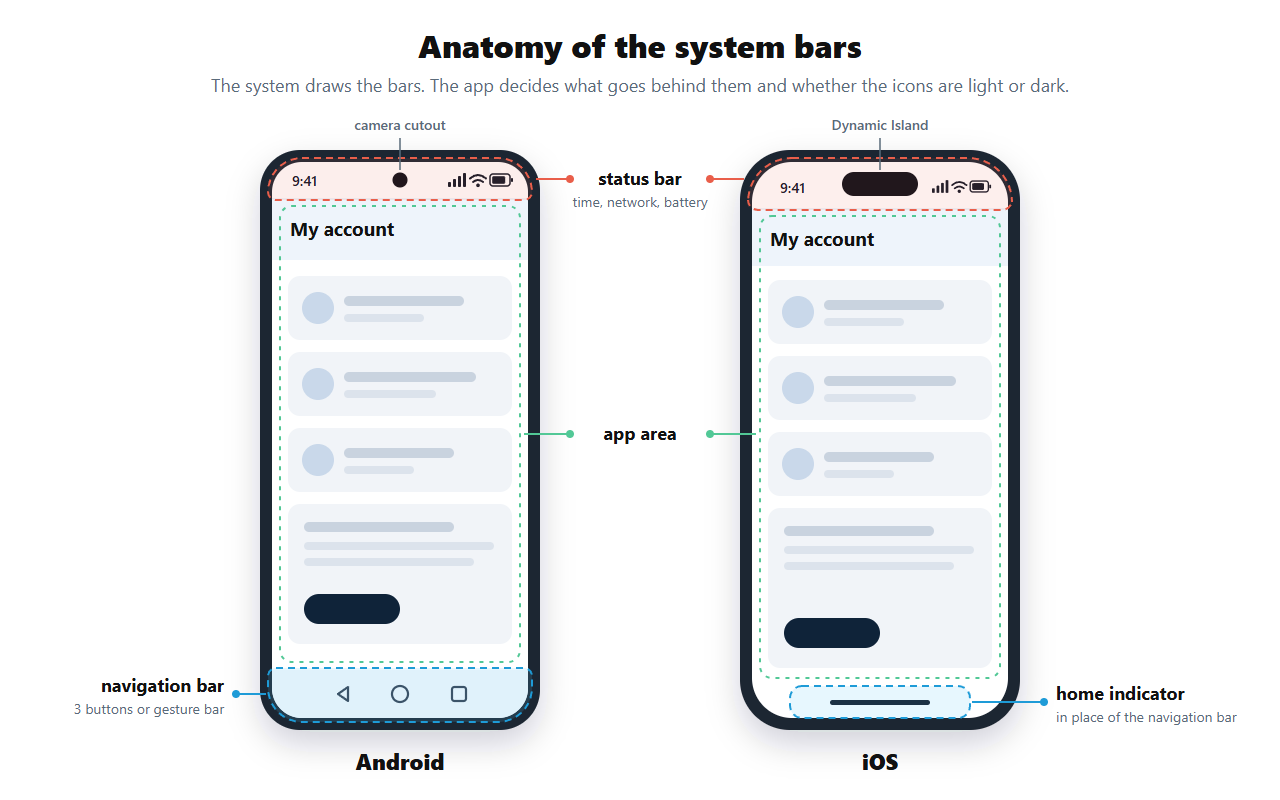 Anatomy of the system bars
The system draws the bars. The app decides what goes behind them and whether the icons are light or dark.
camera cutout
Dynamic Island
9:41
status bar
time, network, battery
9:41
My account
My account
app area
navigation bar
3 buttons or gesture bar
home indicator
in place of the navigation bar
Android
iOS